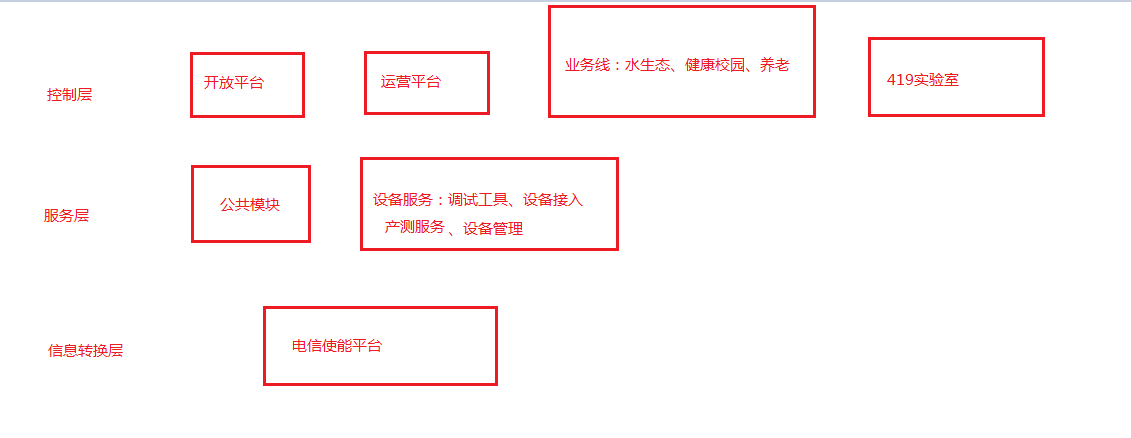 控制层
开放平台
运营平台
业务线：水生态、健康校园、养老
419实验室
服务层
公共模块
设备服务：调试工具、设备接入
产测服务、设备管理
信息转换层
电信使能平台